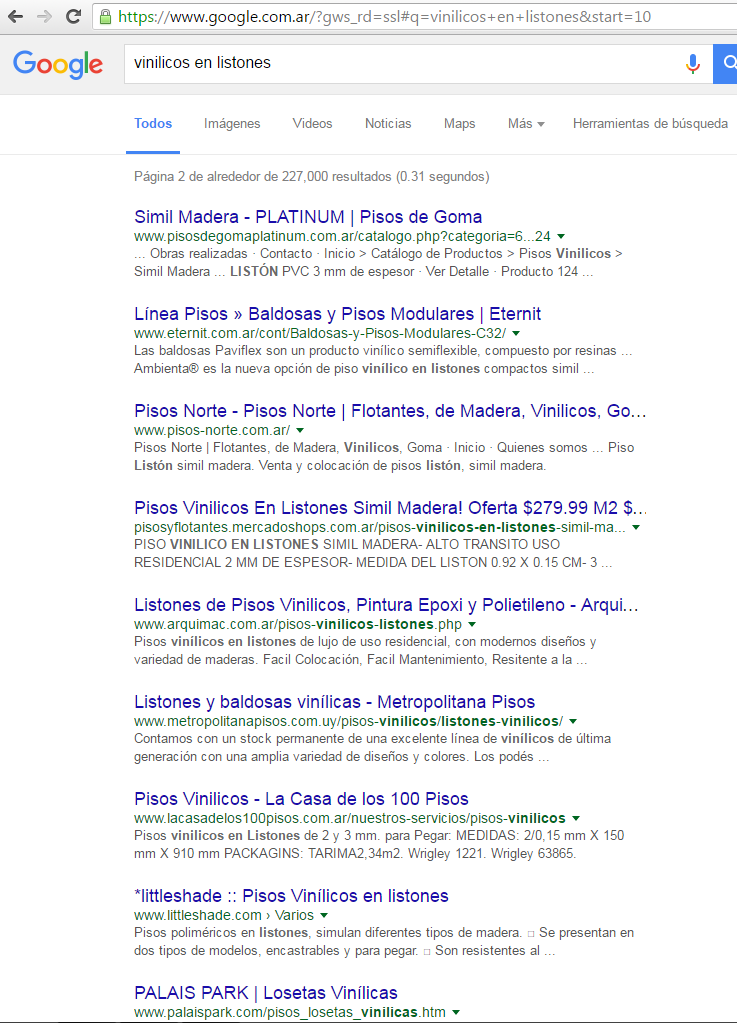 https://www.google.com.ar/?gws_rd=ssl#q=vinilicos+en+listones&start=10
Google
vinilicos en listones
Todos Imágenes Videos Noticias Maps Más Herramientas de búsqueda
Página 2 de alrededor de 227,000 resultados (0.31 segundos)
Simil Madera - PLATINUM | Pisos de Goma
www.pisosdegomaplatinum.com.ar/catalogo.php?categoria=6...24
... Obras realizadas · Contacto · Inicio > Catálogo de Productos > Pisos Vinilicos >
Simil Madera ... LISTÓN PVC 3 mm de espesor · Ver Detalle · Producto 124 ...
Línea Pisos » Baldosas y Pisos Modulares | Eternit
www.eternit.com.ar/cont/Baldosas-y-Pisos-Modulares-C32/
Las baldosas Paviflex son un producto vinílico semiflexible, compuesto por resinas ...
Ambienta® es la nueva opción de piso vinílico en listones compactos simil ...
Pisos Norte - Pisos Norte | Flotantes, de Madera, Vinilicos, Go...
www.pisos-norte.com.ar/
Pisos Norte | Flotantes, de Madera, Vinilicos, Goma · Inicio · Quienes somos ... Piso
Listón simil madera. Venta y colocación de pisos listón, simil madera.
Pisos Vinilicos En Listones Simil Madera! Oferta $279.99 M2 $...
pisosyflotantes.mercadoshops.com.ar/pisos-vinilicos-en-listones-simil-ma...
PISO VINILICO EN LISTONES SIMIL MADERA- ALTO TRANSITO USO
RESIDENCIAL 2 MM DE ESPESOR- MEDIDA DEL LISTON 0.92 X 0.15 CM- 3 ...
Listones de Pisos Vinilicos, Pintura Epoxi y Polietileno - Arqui...
www.arquimac.com.ar/pisos-vinilicos-listones.php
Pisos vinílicos en listones de lujo de uso residencial, con modernos diseños y
variedad de maderas. Facil Colocación, Facil Mantenimiento, Resitente a la ...
Listones y baldosas vinílicas - Metropolitana Pisos
www.metropolitanapisos.com.uy/pisos-vinilicos/listones-vinilicos/
Contamos con un stock permanente de una excelente línea de vinílicos de última
generación con una amplia variedad de diseños y colores. Los podés ...
Pisos Vinilicos - La Casa de los 100 Pisos
www.lacasadelos100pisos.com.ar/nuestros-servicios/pisos-vinilicos
Pisos vinilicos en Listones de 2 y 3 mm. para Pegar: MEDIDAS: 2/0,15 mm X 150
mm X 910 mm PACKAGINS: TARIMA2,34m2. Wrigley 1221. Wrigley 63865.
*littleshade :: Pisos Vinílicos en listones
www.littleshade.com › Varios
Pisos poliméricos en listones, simulan diferentes tipos de madera. □ Se presentan en
dos tipos de modelos, encastrables y para pegar. □ Son resistentes al ...
PALAIS PARK | Losetas Vinílicas
www.palaispark.com/pisos_losetas_vinilicas.htm